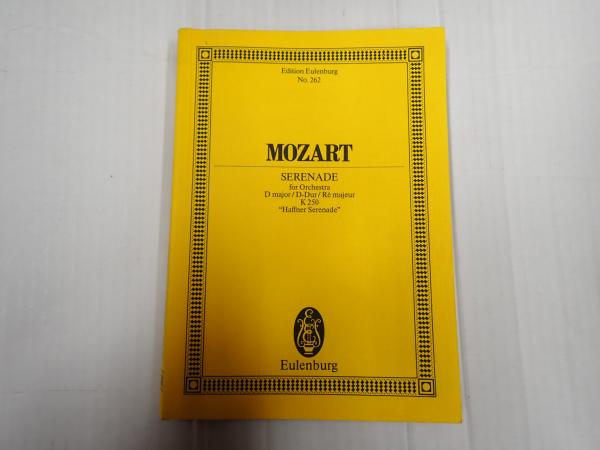 Edition Eulenburg
No. 262
MOZART
SERENADE
for Orchestra
D major / D-Dur / Ré majeur
K 250
“Haffner Serenade”
Eulenburg